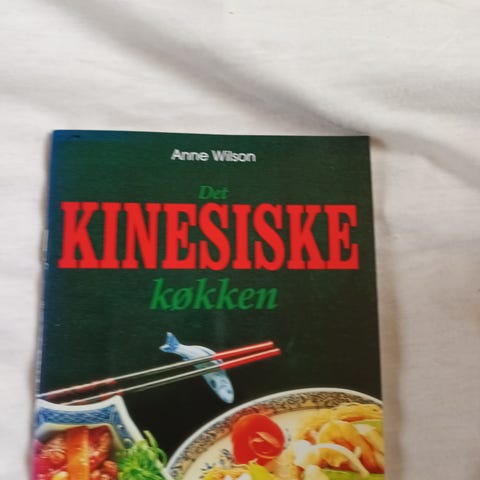 Anne Wilson
Det
KINESISKE
køkken